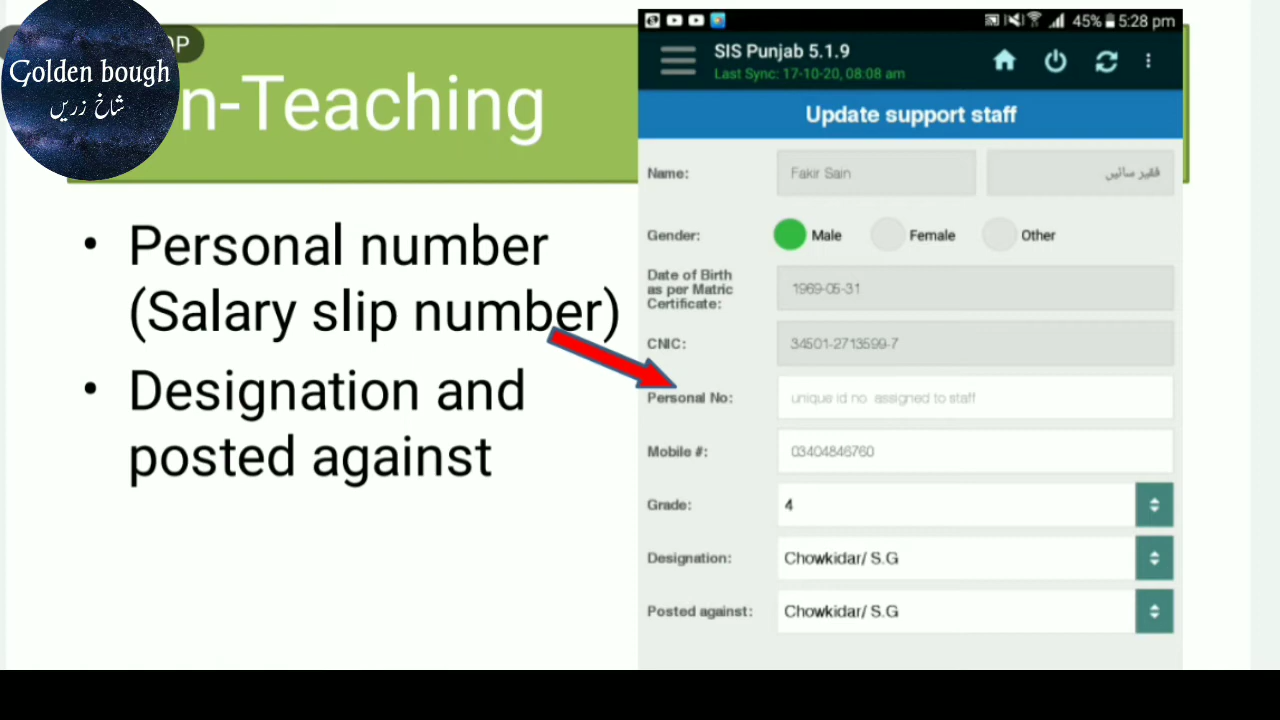 OP
Golden bough
شاخ زریں
n-Teaching
• Personal number
(Salary slip number)
• Designation and
posted against
45% 5:28 pm
SIS Punjab 5.1.9
Last Sync: 17-10-20, 08:08 am
Update support staff
Name: Fakir Sain فقیر سائیں
Gender: Male Female Other
Date of Birth
as per Matric
Certificate:
1969-05-31
CNIC: 34501-2713599-7
Personal No: unique id no assigned to staff
Mobile #: 03404846760
Grade: 4
Designation: Chowkidar/ S.G
Posted against: Chowkidar/ S.G